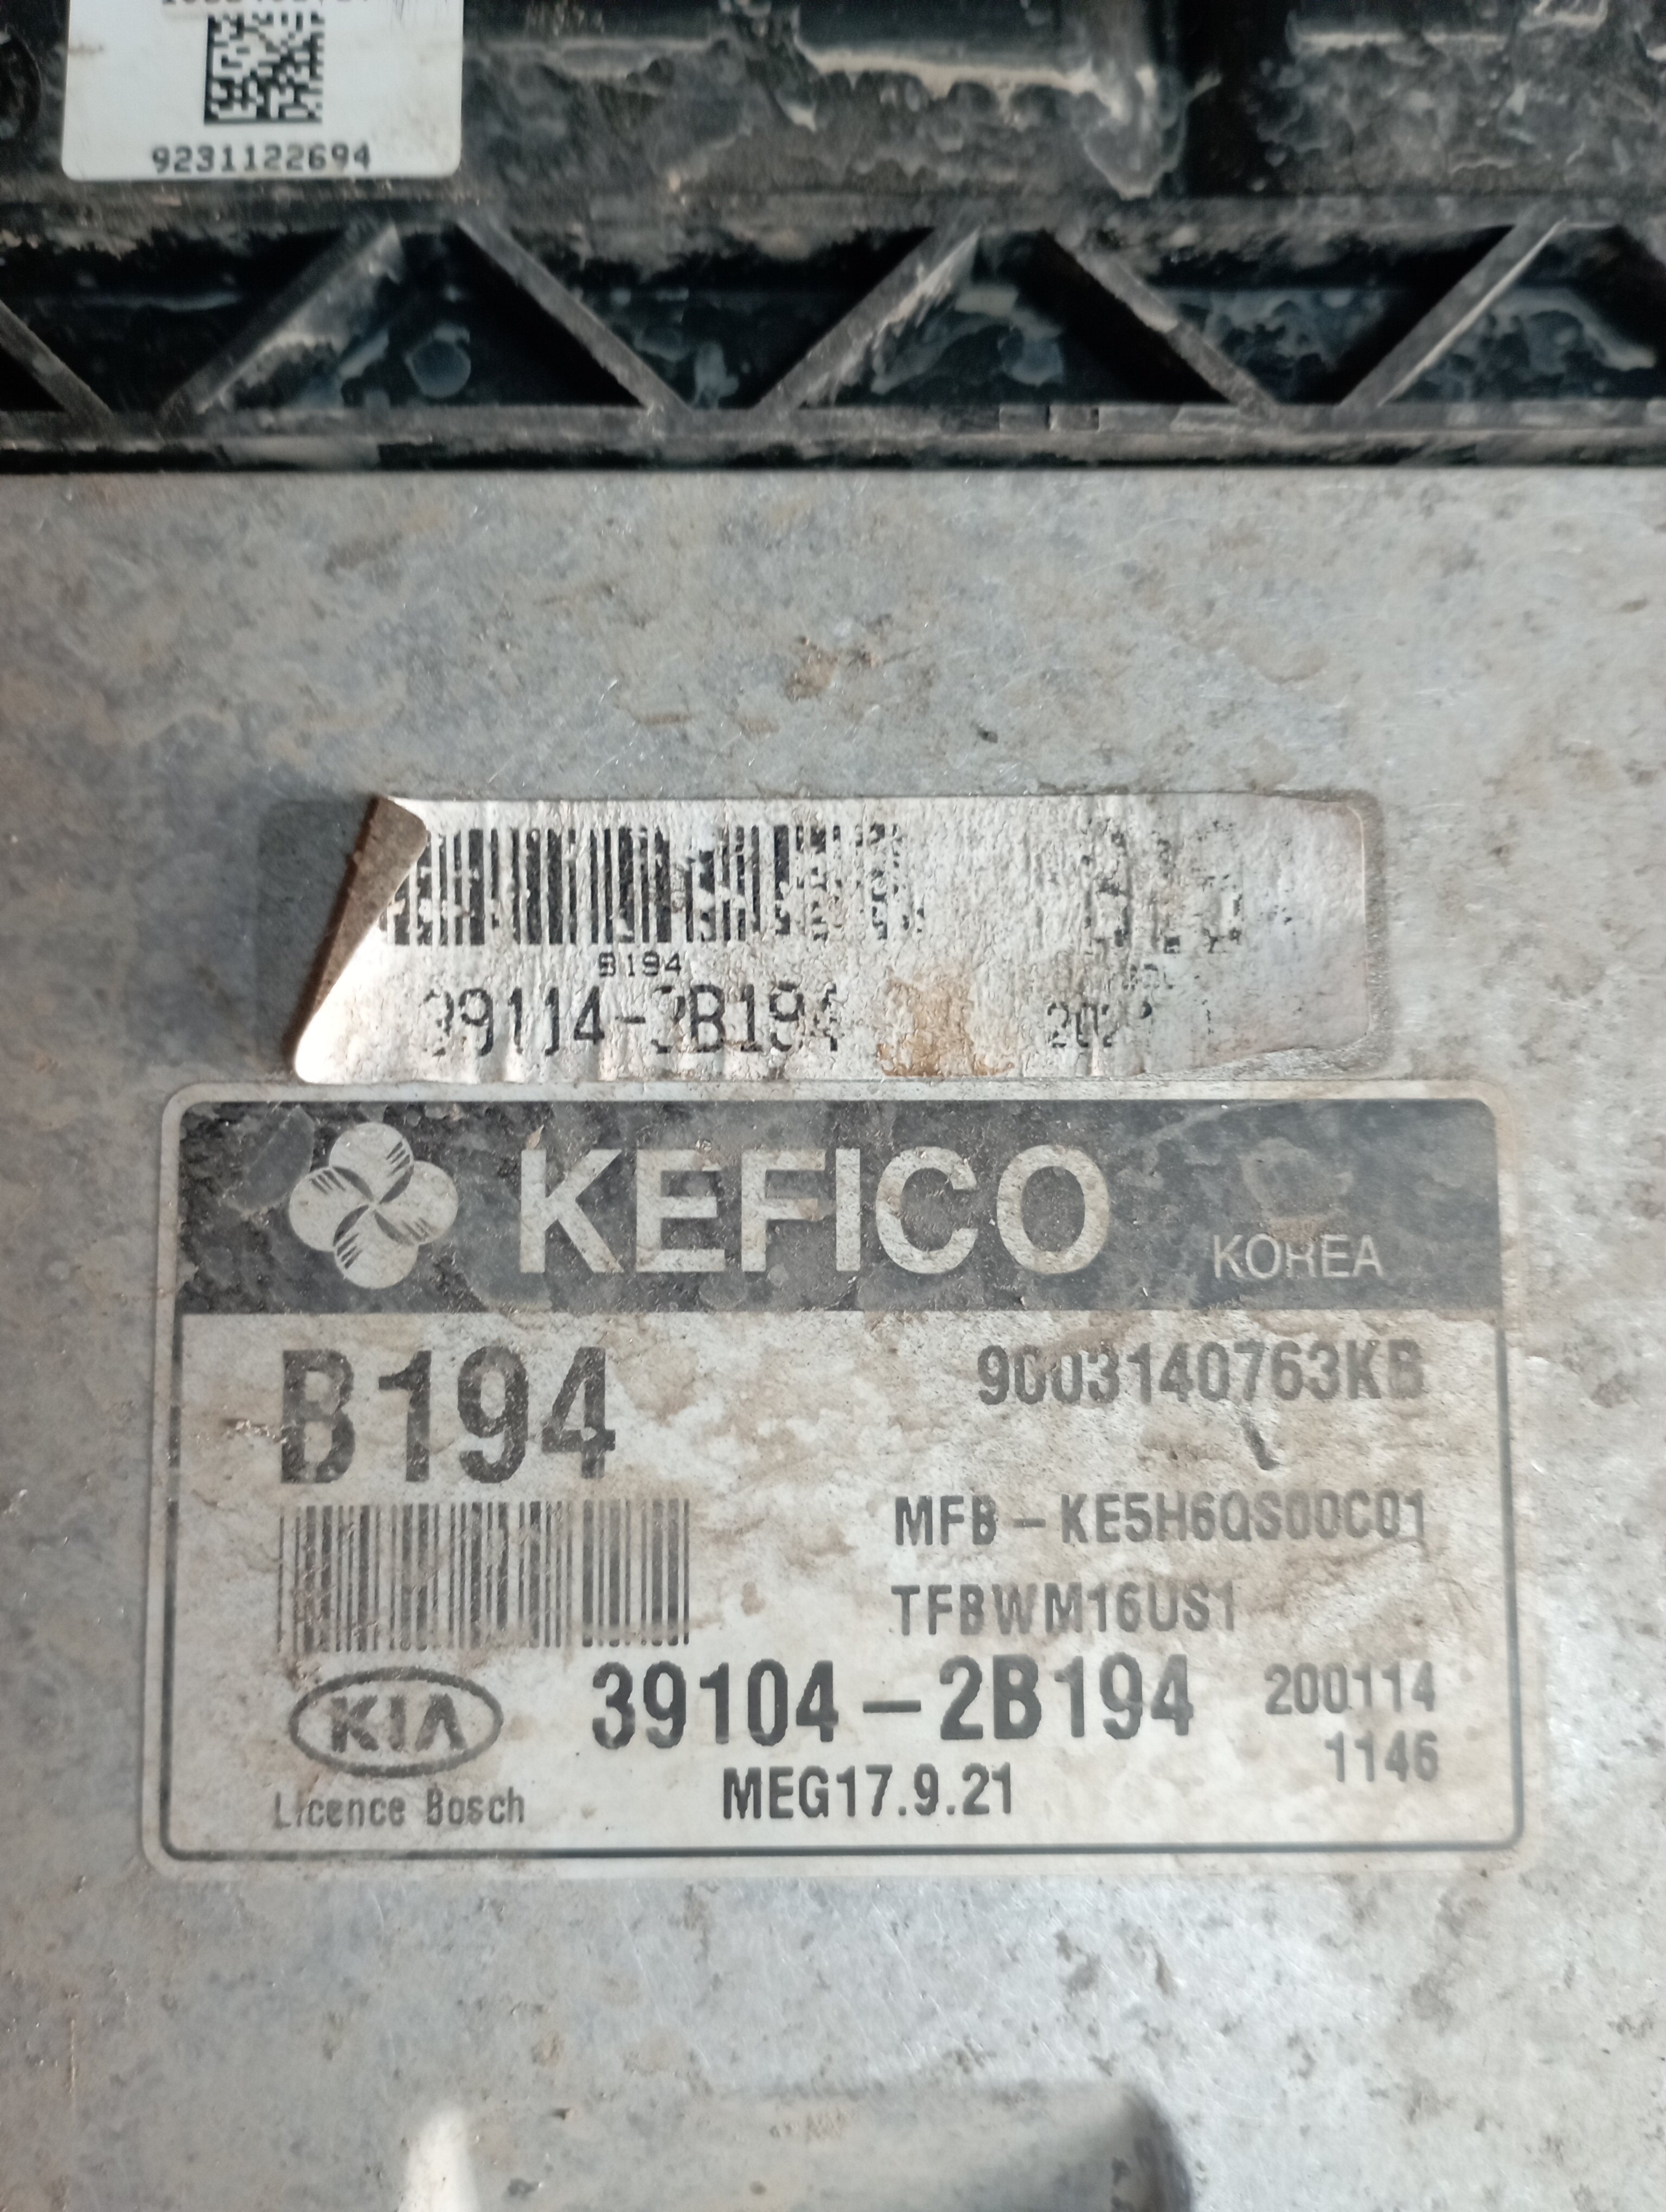 9231122694
B194
39114-2B194
KEFICO KOREA
B194
9003140763KB
MFB - KE5H6QS00C01
TFBWM16US1
KIA 39104-2B194 200114
1146
Licence Bosch MEG17.9.21